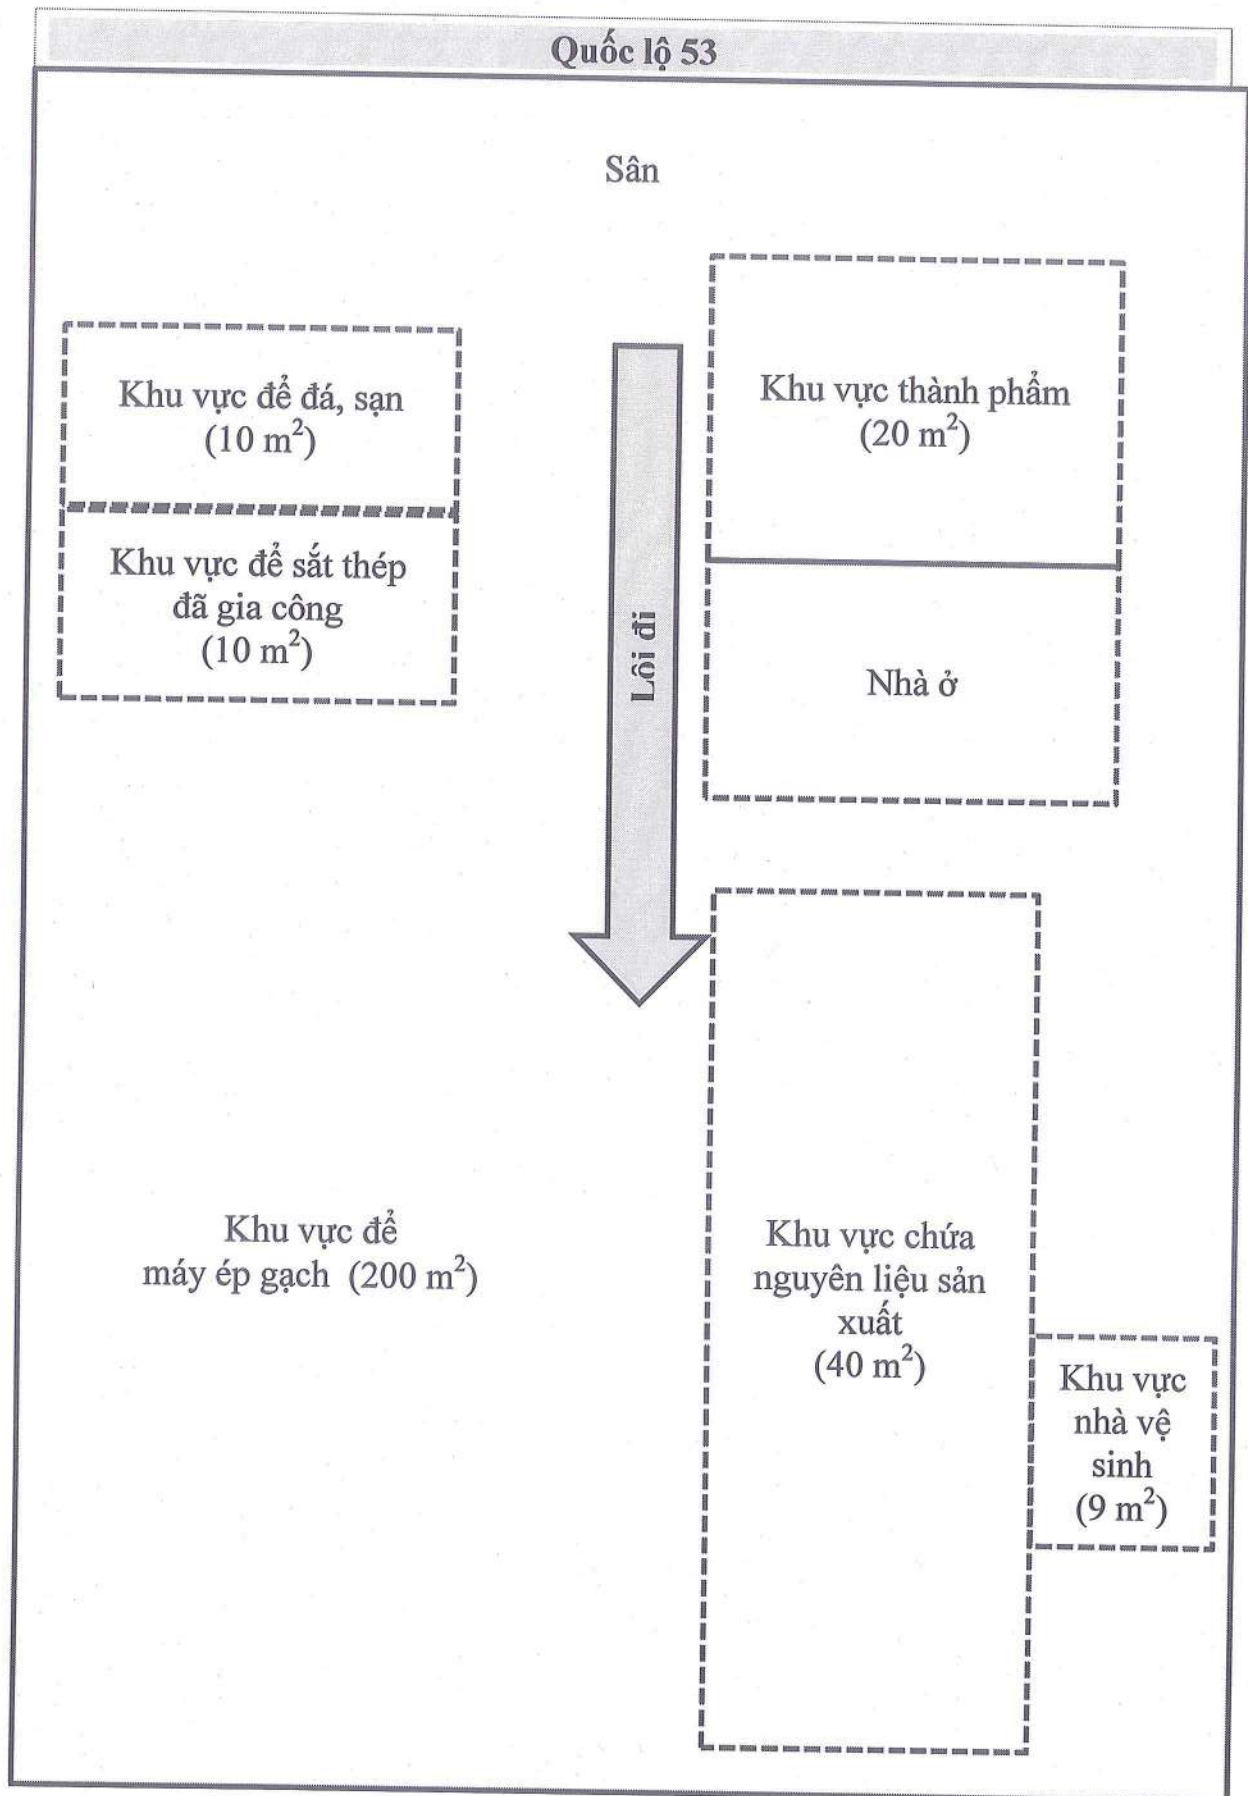 Quốc lộ 53
Sân
Khu vực để đá, sạn
(10 m²)
Khu vực để sắt thép
đã gia công
(10 m²)
Lối đi
Khu vực thành phẩm
(20 m²)
Nhà ở
Khu vực để
máy ép gạch (200 m²)
Khu vực chứa
nguyên liệu sản
xuất
(40 m²)
Khu vực
nhà vệ
sinh
(9 m²)